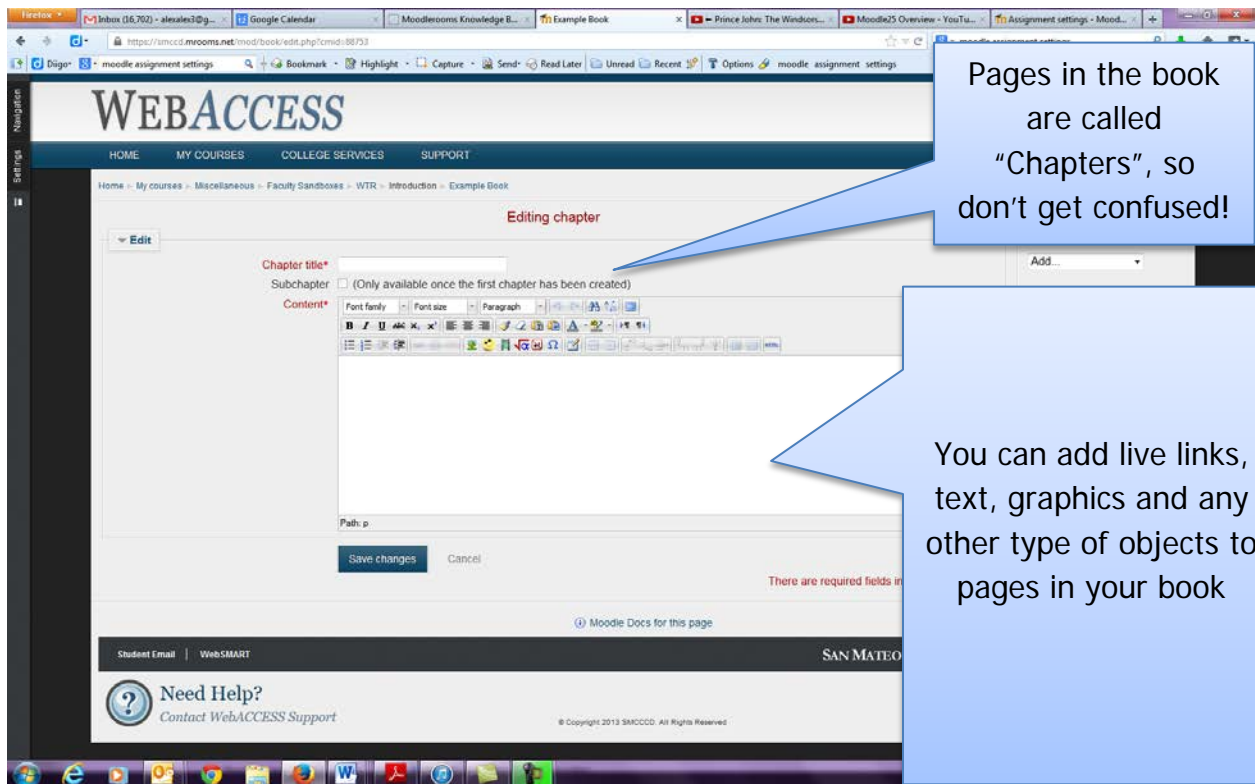 Firefox
Inbox (16,702) - alexalex3@g...
Google Calendar
Moodlerooms Knowledge B...
Example Book
Prince John: The Windsors...
Moodle25 Overview - YouTu...
Assignment settings - Mood...
https://smccd.mrooms.net/mod/book/edit.php?cmid=88753
Diigo
moodle assignment settings
Bookmark
Highlight
Capture
Send
Read Later
Unread
Recent
Options
moodle assignment settings
Pages in the book
are called
“Chapters”, so
don’t get confused!
Navigation
Settings
WEBACCESS
HOME MY COURSES COLLEGE SERVICES SUPPORT
Home My courses Miscellaneous Faculty Sandboxes WTR Introduction Example Book
Editing chapter
Edit
Add...
Chapter title*
Subchapter (Only available once the first chapter has been created)
Content*
Font family Font size Paragraph
B I U ABC
HTML
You can add live links,
text, graphics and any
other type of objects to
pages in your book
Path: p
Save changes Cancel
There are required fields in
Moodle Docs for this page
Student Email | WebSMART
SAN MATEO
Need Help?
Contact WebACCESS Support
© Copyright 2013 SMCCCD. All Rights Reserved